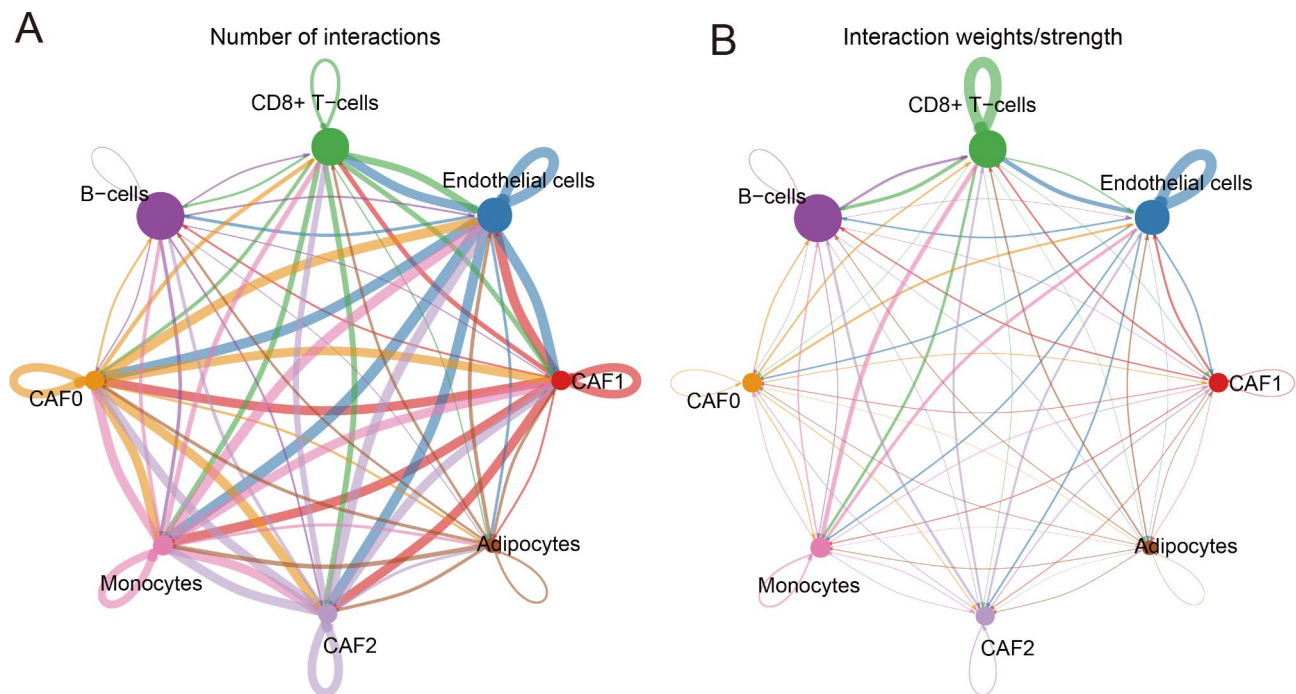 A
Number of interactions
CD8+ T−cells
Endothelial cells
B−cells
CAF0
CAF1
Adipocytes
Monocytes
CAF2
B
Interaction weights/strength
CD8+ T−cells
Endothelial cells
B−cells
CAF0
CAF1
Adipocytes
Monocytes
CAF2